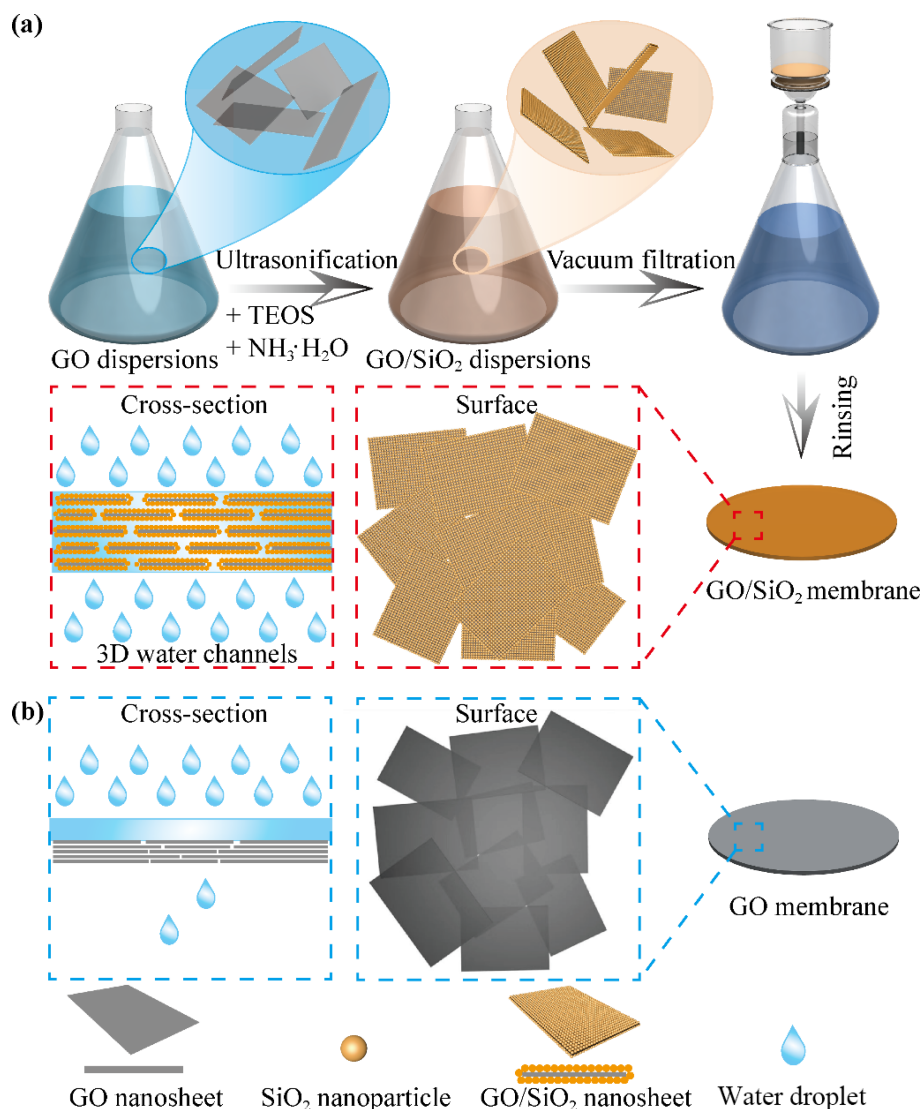 (a)
Ultrasonification
+ TEOS
+ NH₃·H₂O
Vacuum filtration
GO dispersions
GO/SiO₂ dispersions
Rinsing
Cross-section
Surface
3D water channels
GO/SiO₂ membrane
(b)
Cross-section
Surface
GO membrane
GO nanosheet
SiO₂ nanoparticle
GO/SiO₂ nanosheet
Water droplet